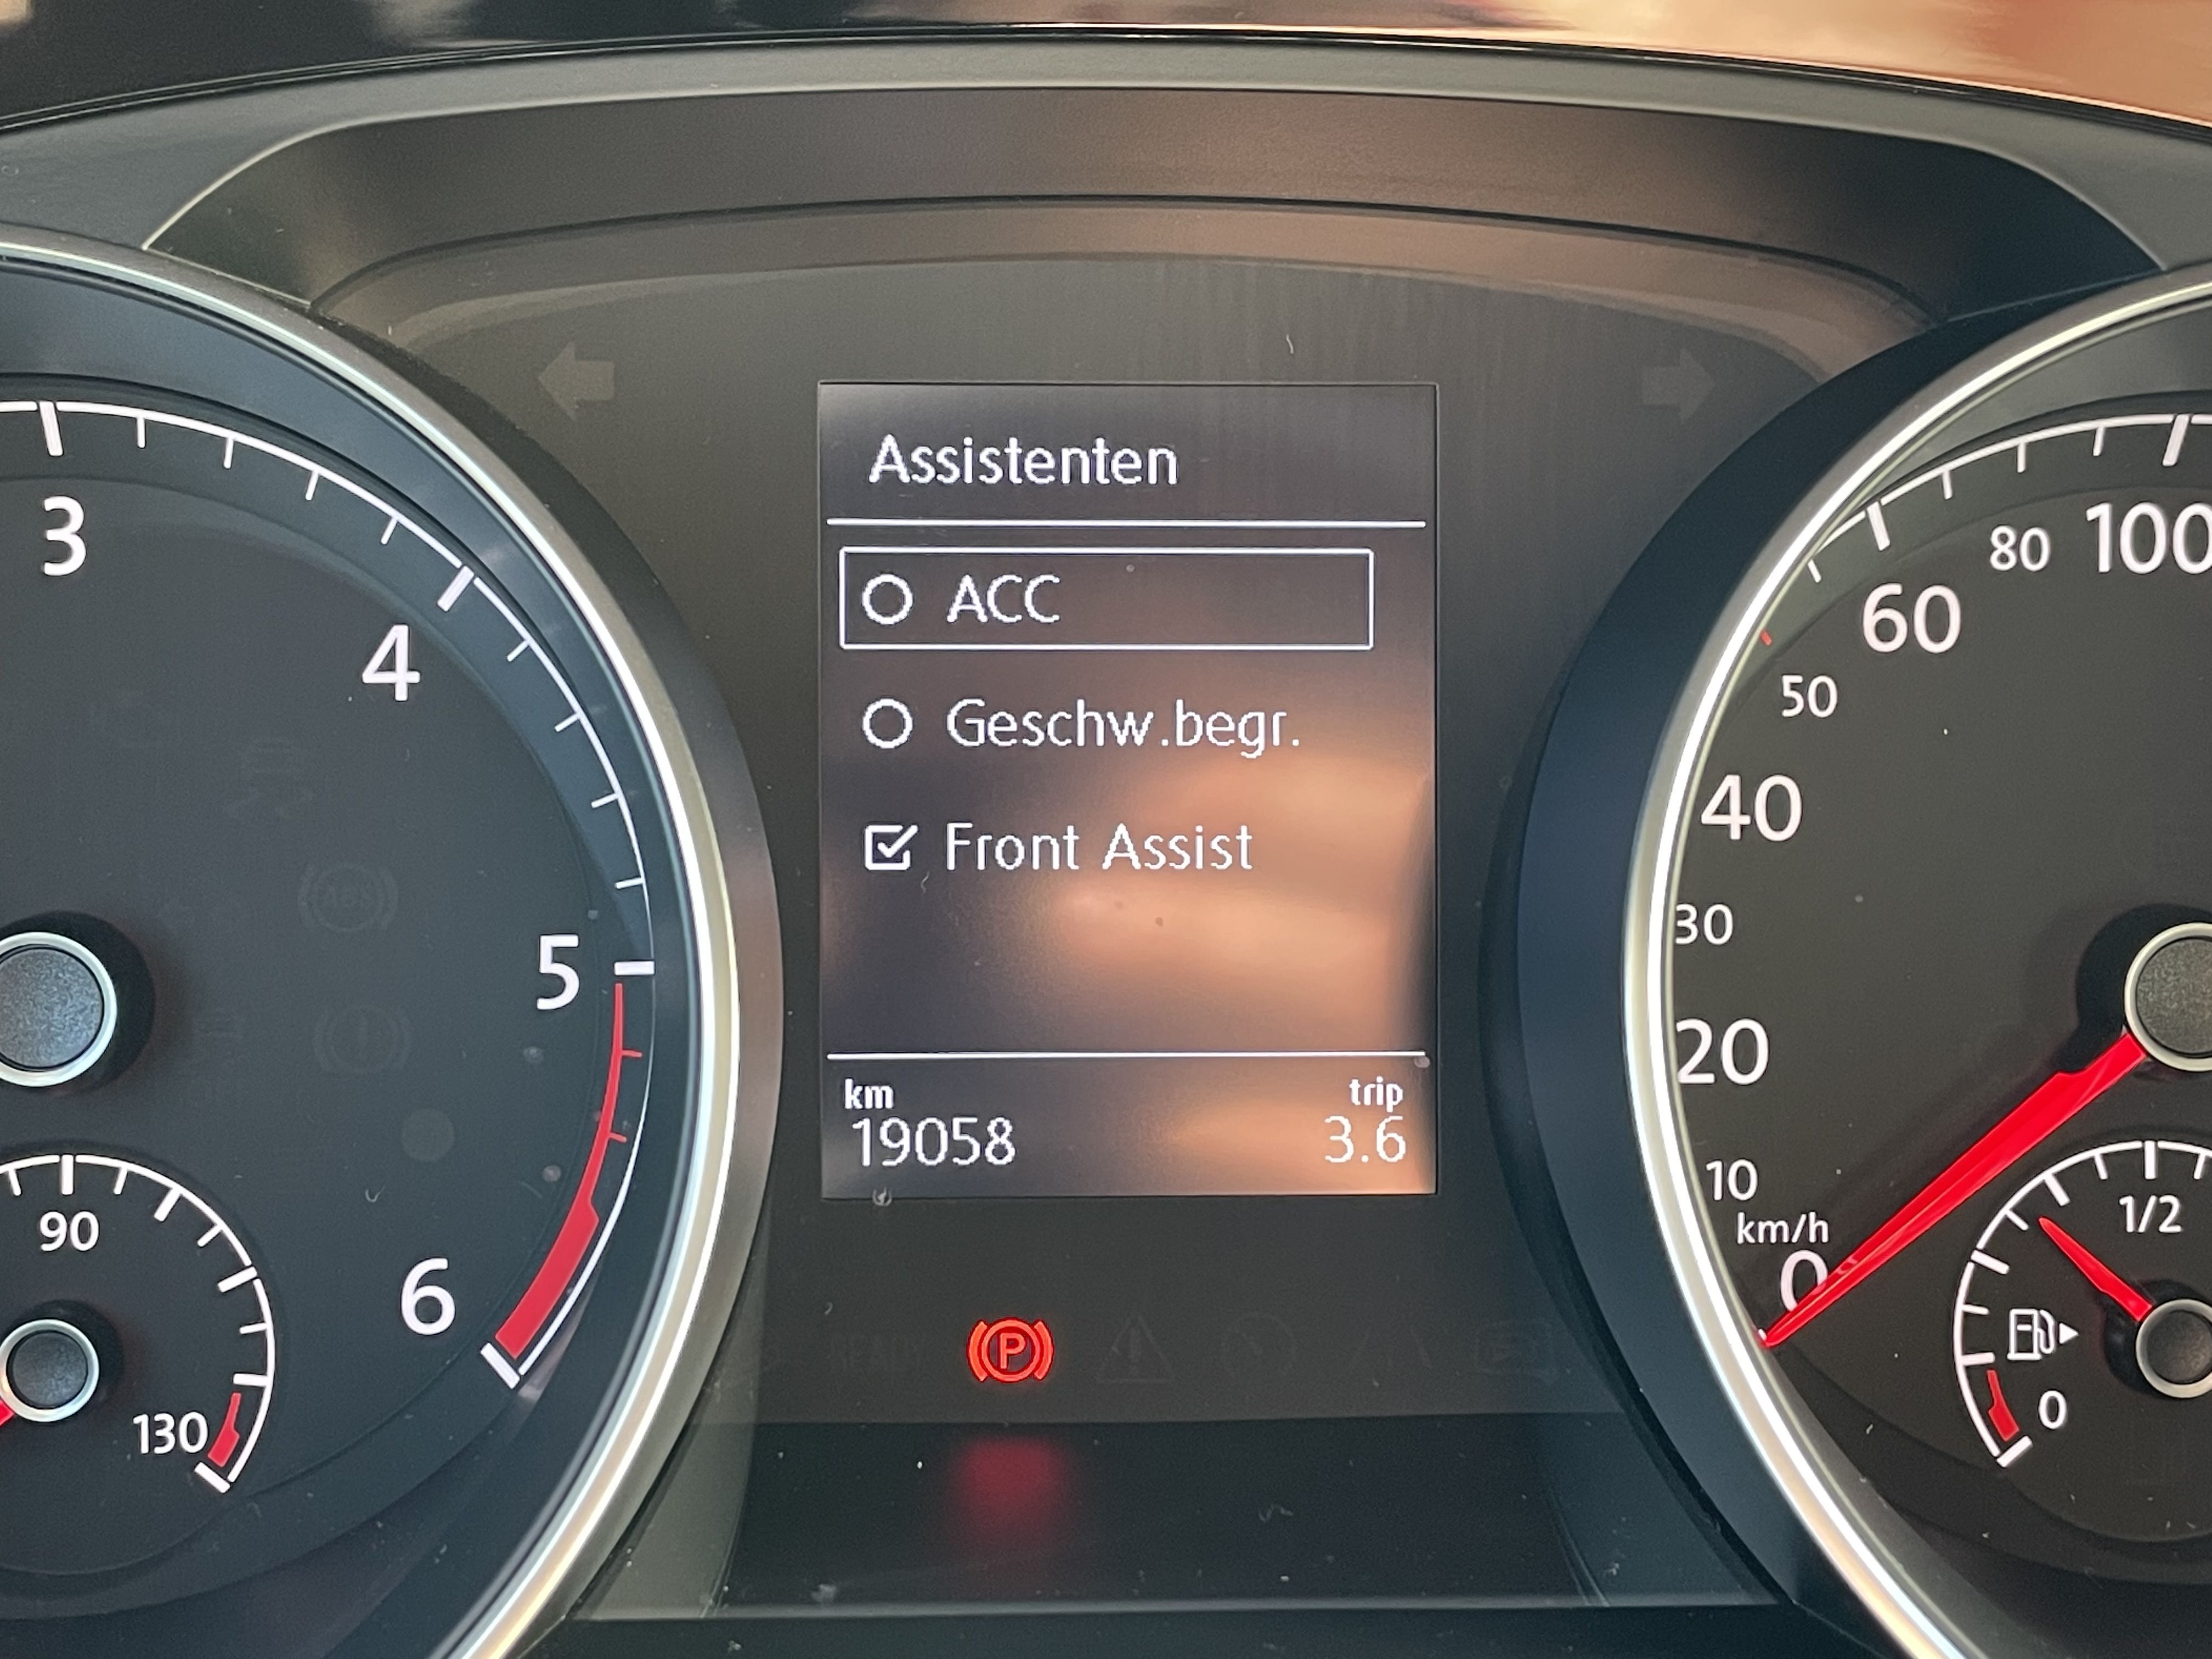 Assistenten
ACC
Geschw.begr.
Front Assist
km
trip
19058
3.6
3
4
5
6
90
130
100
80
60
50
40
30
20
10
km/h
0
1/2
0
P
ABS